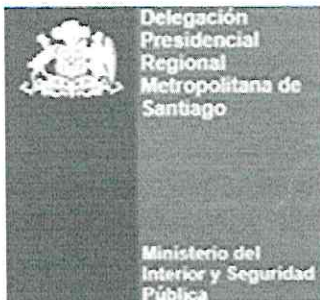 Delegación
Presidencial
Regional
Metropolitana de
Santiago
Ministerio del
Interior y Seguridad
Pública